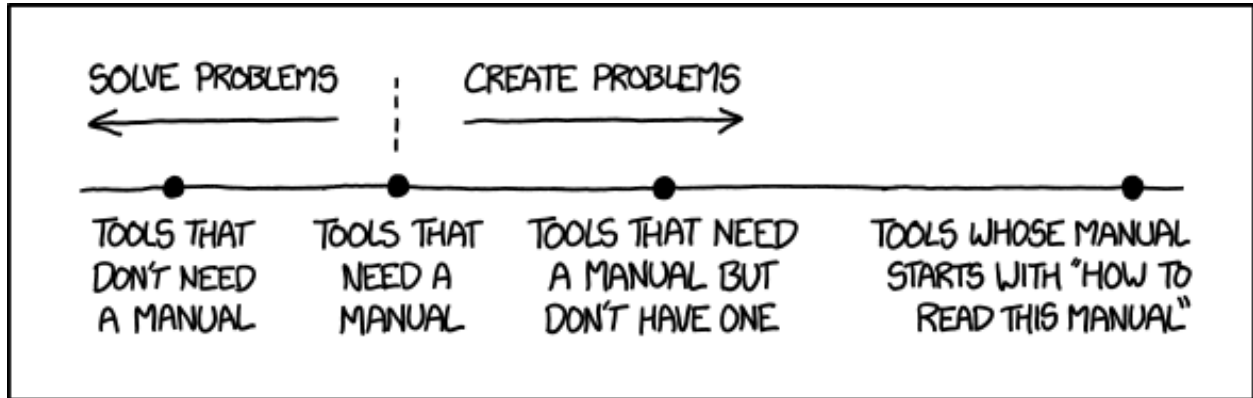 SOLVE PROBLEMS
CREATE PROBLEMS
TOOLS THAT
DON'T NEED
A MANUAL
TOOLS THAT
NEED A
MANUAL
TOOLS THAT NEED
A MANUAL BUT
DON'T HAVE ONE
TOOLS WHOSE MANUAL
STARTS WITH "HOW TO
READ THIS MANUAL"